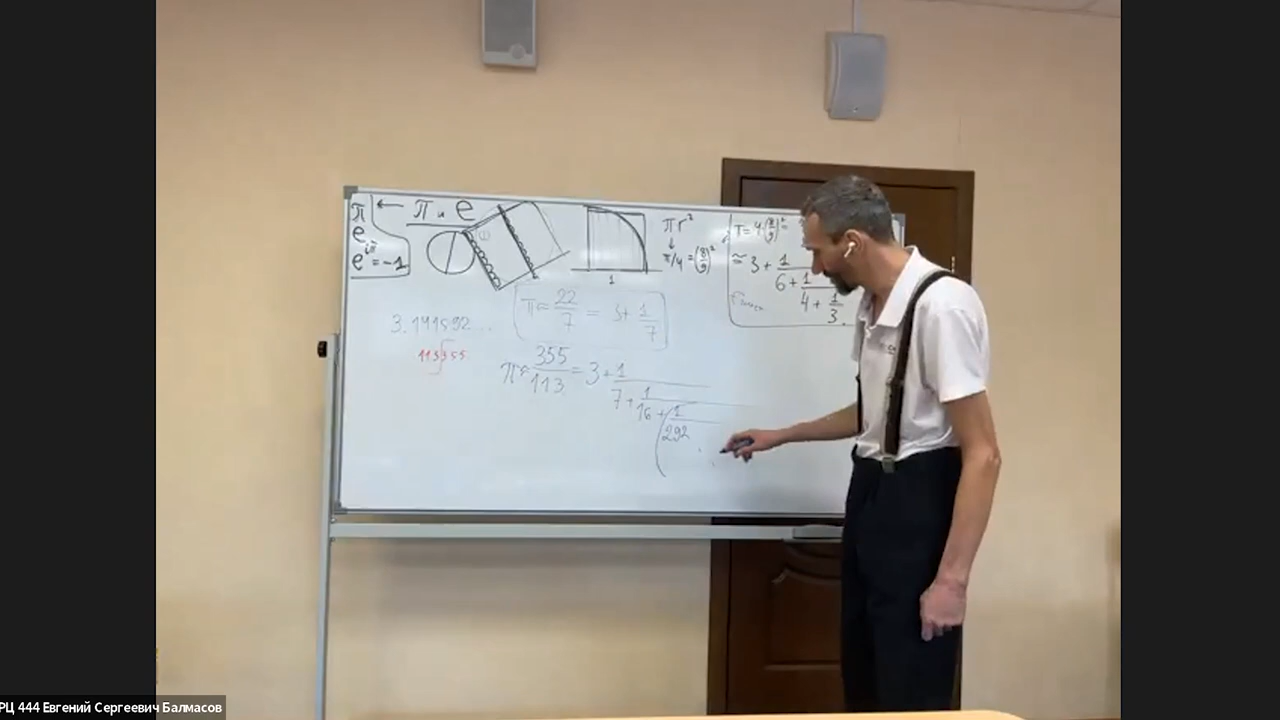 π ← π и e
e
e^{iπ} = -1
1
πr²
↓
π/4 = (8/9)²
π = 4·(8/9)² =
≈ 3 + 1/(6 + 1/(4 + 1/3))
π ≈ 22/7 = 3 + 1/7
3.141592...
113355
π ≈ 355/113 = 3 + 1/(7 + 1/(16 + 1/292
РЦ 444 Евгений Сергеевич Балмасов